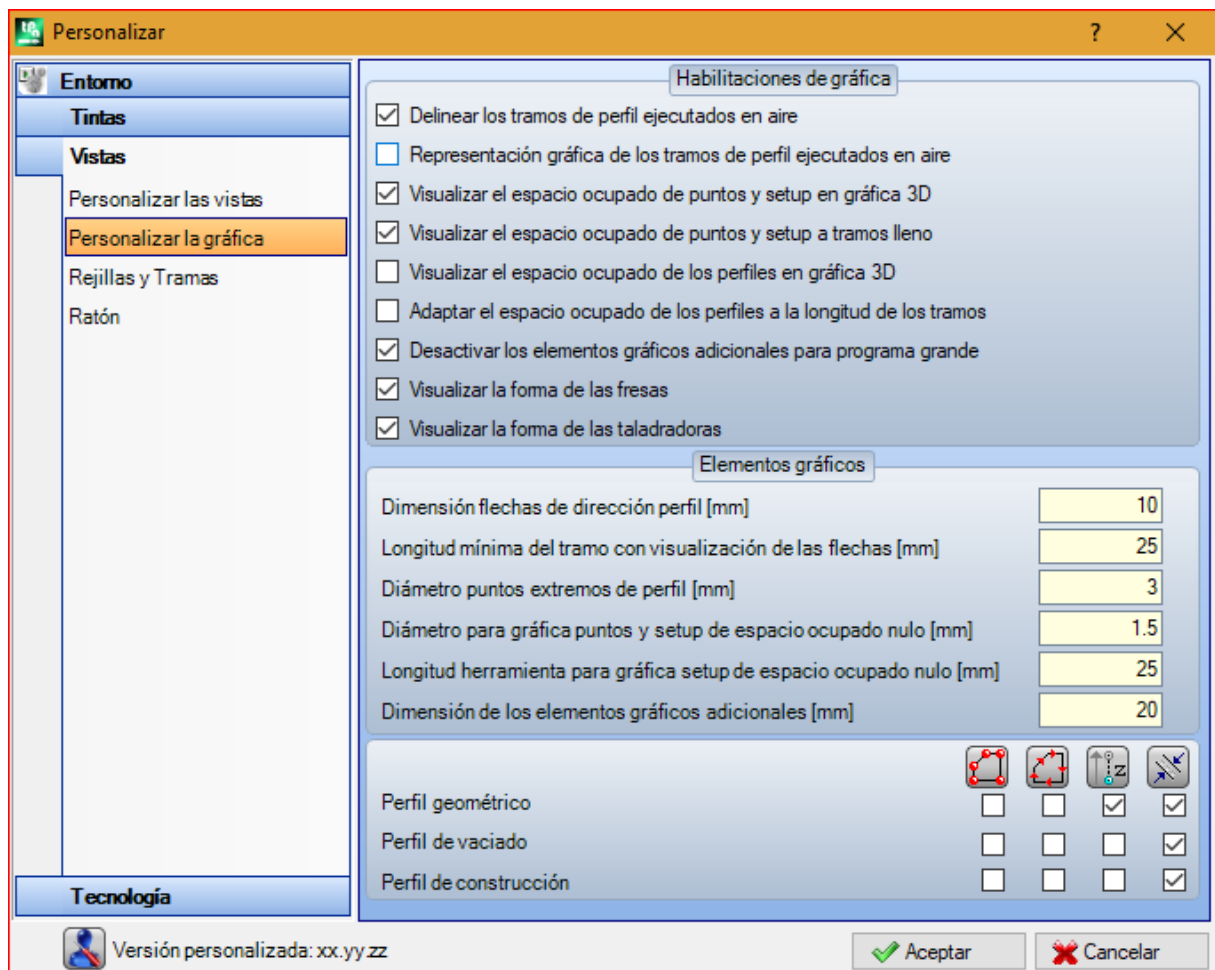 Personalizar
?
Entorno
Tintas
Vistas
Personalizar las vistas
Personalizar la gráfica
Rejillas y Tramas
Ratón
Tecnología
Habilitaciones de gráfica
Delinear los tramos de perfil ejecutados en aire
Representación gráfica de los tramos de perfil ejecutados en aire
Visualizar el espacio ocupado de puntos y setup en gráfica 3D
Visualizar el espacio ocupado de puntos y setup a tramos lleno
Visualizar el espacio ocupado de los perfiles en gráfica 3D
Adaptar el espacio ocupado de los perfiles a la longitud de los tramos
Desactivar los elementos gráficos adicionales para programa grande
Visualizar la forma de las fresas
Visualizar la forma de las taladradoras
Elementos gráficos
Dimensión flechas de dirección perfil [mm] 10
Longitud mínima del tramo con visualización de las flechas [mm] 25
Diámetro puntos extremos de perfil [mm] 3
Diámetro para gráfica puntos y setup de espacio ocupado nulo [mm] 1.5
Longitud herramienta para gráfica setup de espacio ocupado nulo [mm] 25
Dimensión de los elementos gráficos adicionales [mm] 20
z
Perfil geométrico
Perfil de vaciado
Perfil de construcción
Versión personalizada: xx.yy.zz
Aceptar
Cancelar